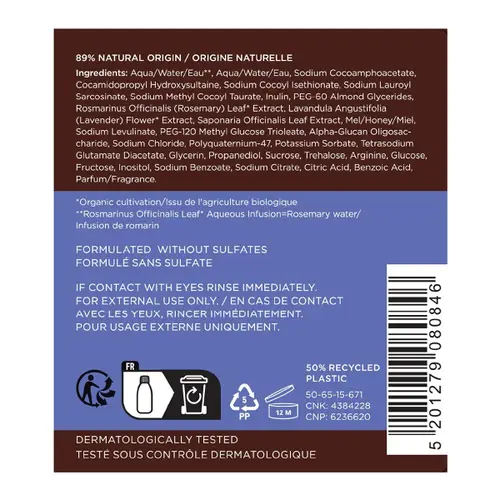 89% NATURAL ORIGIN / ORIGINE NATURELLE
Ingredients: Aqua/Water/Eau**, Aqua/Water/Eau, Sodium Cocoamphoacetate,
Cocamidopropyl Hydroxysultaine, Sodium Cocoyl Isethionate, Sodium Lauroyl
Sarcosinate, Sodium Methyl Cocoyl Taurate, Inulin, PEG-60 Almond Glycerides,
Rosmarinus Officinalis (Rosemary) Leaf* Extract, Lavandula Angustifolia
(Lavender) Flower* Extract, Saponaria Officinalis Leaf Extract, Mel/Honey/Miel,
Sodium Levulinate, PEG-120 Methyl Glucose Trioleate, Alpha-Glucan Oligosac-
charide, Sodium Chloride, Polyquaternium-47, Potassium Sorbate, Tetrasodium
Glutamate Diacetate, Glycerin, Propanediol, Sucrose, Trehalose, Arginine, Glucose,
Fructose, Inositol, Sodium Benzoate, Sodium Citrate, Citric Acid, Benzoic Acid,
Parfum/Fragrance.
*Organic cultivation/Issu de l'agriculture biologique
**Rosmarinus Officinalis Leaf* Aqueous Infusion=Rosemary water/
Infusion de romarin
FORMULATED WITHOUT SULFATES
FORMULÉ SANS SULFATE
IF CONTACT WITH EYES RINSE IMMEDIATELY.
FOR EXTERNAL USE ONLY. / EN CAS DE CONTACT
AVEC LES YEUX, RINCER IMMÉDIATEMENT.
POUR USAGE EXTERNE UNIQUEMENT.
FR
5
PP
12 M
50% RECYCLED
PLASTIC
50-65-15-671
CNK: 4384228
CNP: 6236620
5 201279 080846
DERMATOLOGICALLY TESTED
TESTÉ SOUS CONTRÔLE DERMATOLOGIQUE